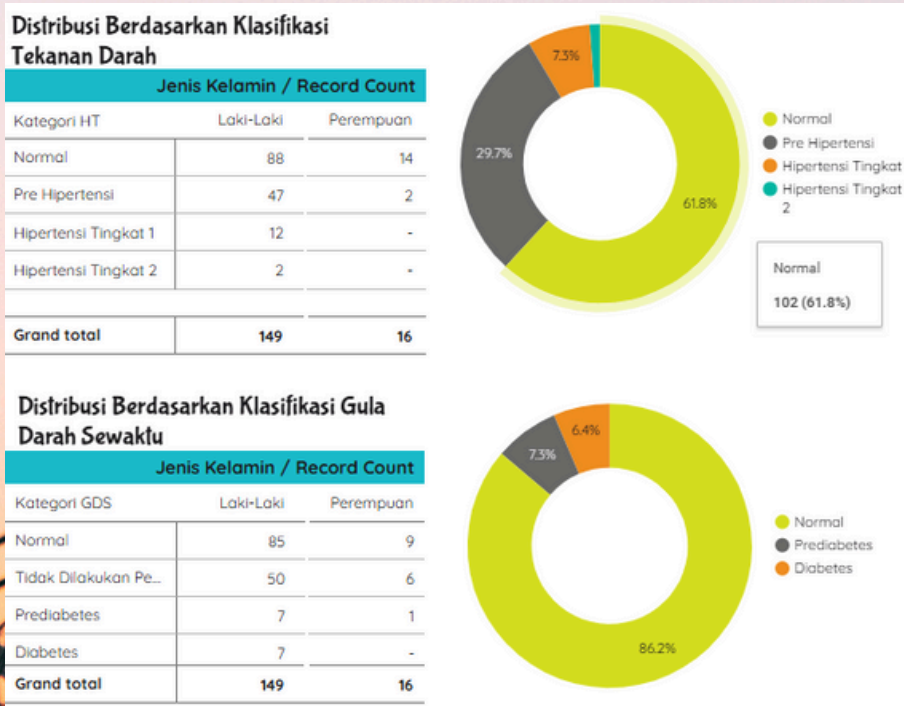 Distribusi Berdasarkan Klasifikasi
Tekanan Darah
Jenis Kelamin / Record Count
Kategori HT Laki-Laki Perempuan
Normal 88 14
Pre Hipertensi 47 2
Hipertensi Tingkat 1 12 -
Hipertensi Tingkat 2 2 -
Grand total 149 16
7.3%
29.7%
61.8%
Normal
Pre Hipertensi
Hipertensi Tingkat
Hipertensi Tingkat
2
Normal
102 (61.8%)
Distribusi Berdasarkan Klasifikasi Gula
Darah Sewaktu
Jenis Kelamin / Record Count
Kategori GDS Laki-Laki Perempuan
Normal 85 9
Tidak Dilakukan Pe... 50 6
Prediabetes 7 1
Diabetes 7 -
Grand total 149 16
6.4%
7.3%
86.2%
Normal
Prediabetes
Diabetes